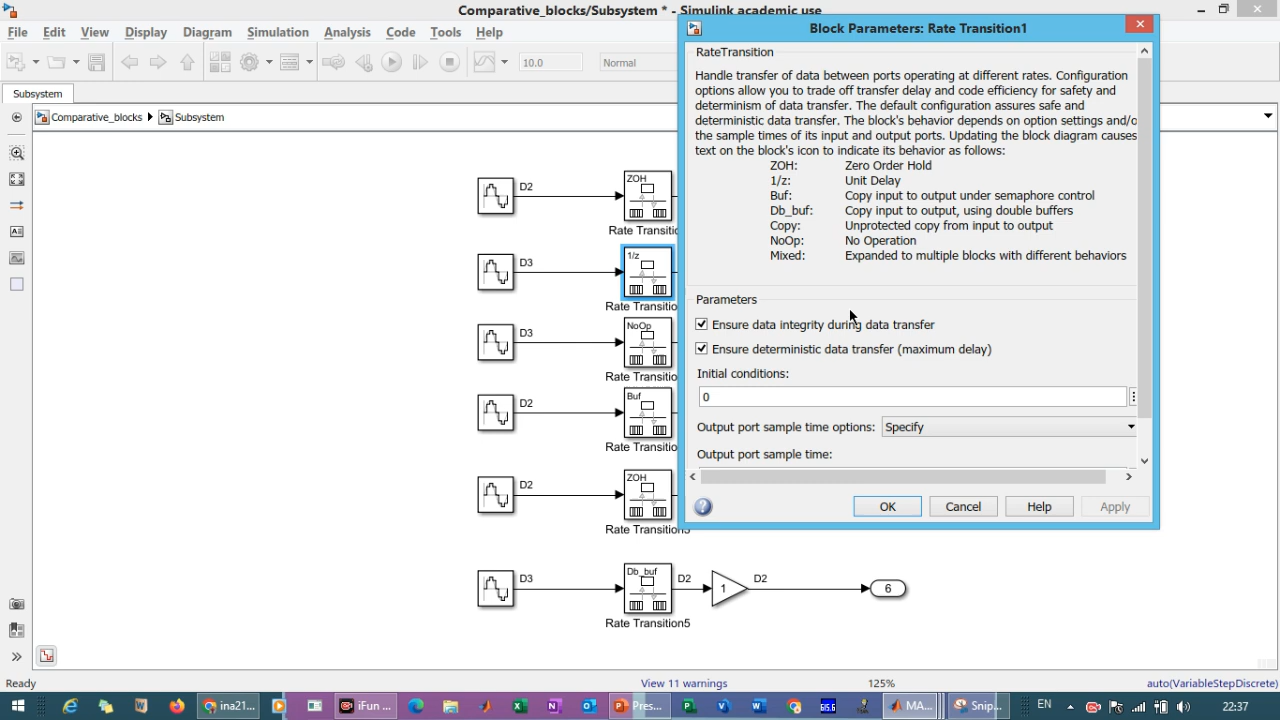 Comparative_blocks/Subsystem * - Simulink academic use
File Edit View Display Diagram Simulation Analysis Code Tools Help
10.0 Normal
Subsystem
Comparative_blocks Subsystem
D2 ZOH
D3 1/z
Rate Transitio
D3 NoOp
Rate Transitio
D2 Buf
Rate Transitio
D2 ZOH
D3 Db_buf D2 1 D2 6
Rate Transition5
Block Parameters: Rate Transition1
RateTransition
Handle transfer of data between ports operating at different rates. Configuration
options allow you to trade off transfer delay and code efficiency for safety and
determinism of data transfer. The default configuration assures safe and
deterministic data transfer. The block's behavior depends on option settings and/o
the sample times of its input and output ports. Updating the block diagram causes
text on the block's icon to indicate its behavior as follows:
ZOH: Zero Order Hold
1/z: Unit Delay
Buf: Copy input to output under semaphore control
Db_buf: Copy input to output, using double buffers
Copy: Unprotected copy from input to output
NoOp: No Operation
Mixed: Expanded to multiple blocks with different behaviors
Parameters
Ensure data integrity during data transfer
Ensure deterministic data transfer (maximum delay)
Initial conditions:
0
Output port sample time options: Specify
Output port sample time:
OK Cancel Help Apply
Ready View 11 warnings 125% auto(VariableStepDiscrete)
ina21... iFun ... Pres... MA... Snip... EN 22:37